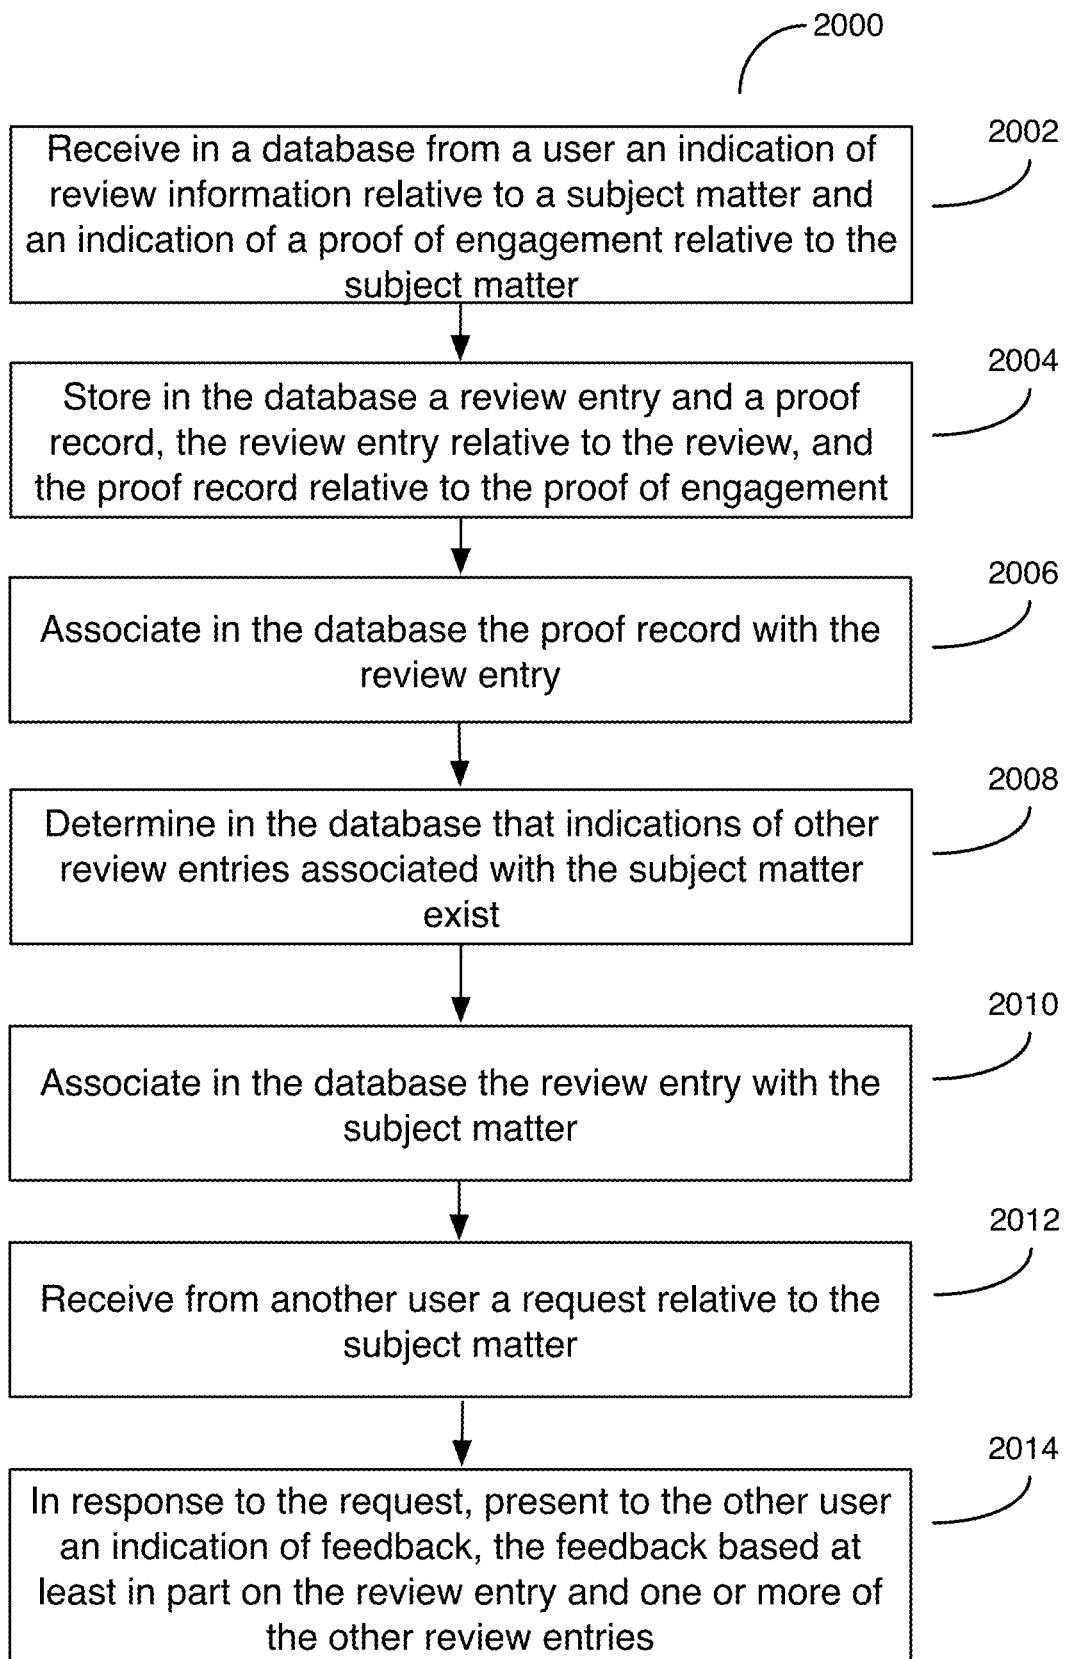 2000
2002
Receive in a database from a user an indication of
review information relative to a subject matter and
an indication of a proof of engagement relative to the
subject matter
2004
Store in the database a review entry and a proof
record, the review entry relative to the review, and
the proof record relative to the proof of engagement
2006
Associate in the database the proof record with the
review entry
2008
Determine in the database that indications of other
review entries associated with the subject matter
exist
2010
Associate in the database the review entry with the
subject matter
2012
Receive from another user a request relative to the
subject matter
2014
In response to the request, present to the other user
an indication of feedback, the feedback based at
least in part on the review entry and one or more of
the other review entries